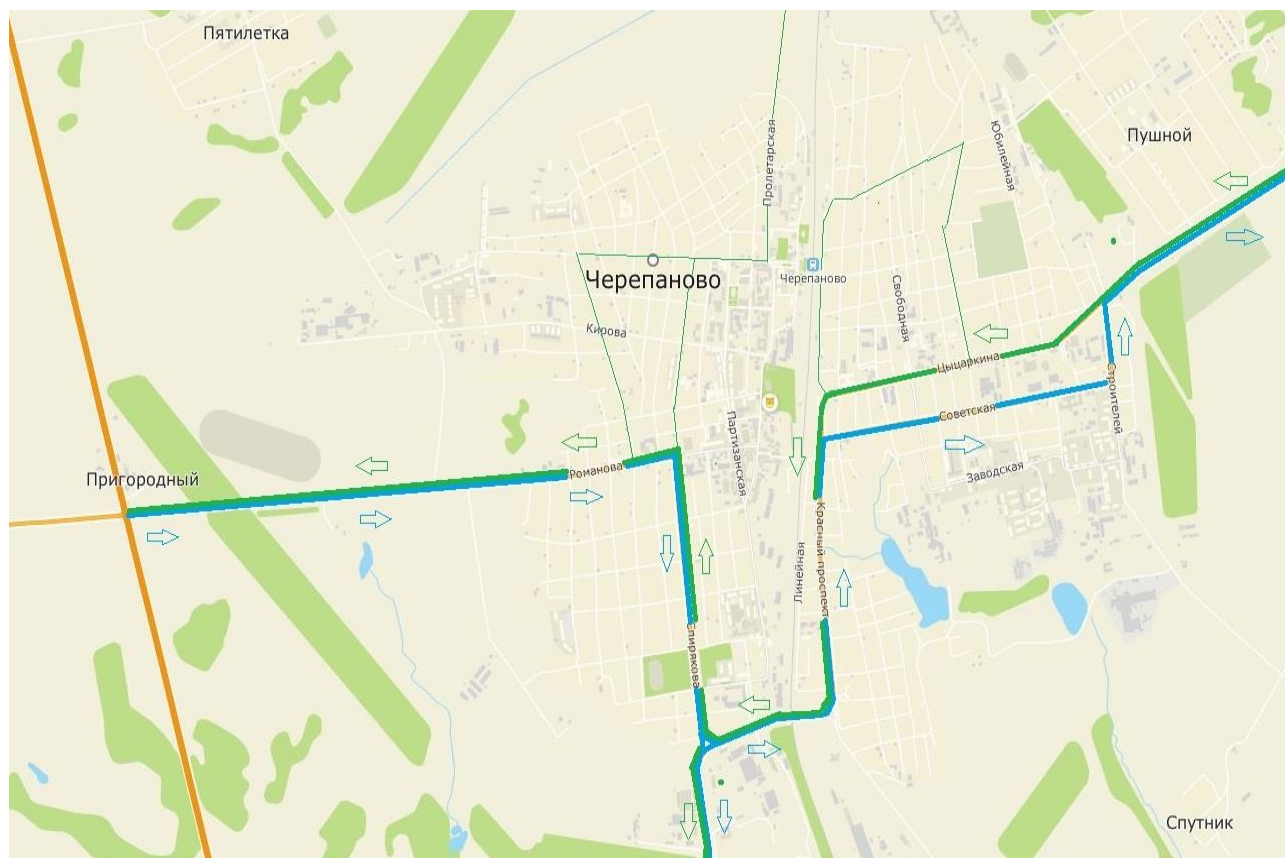 Пятилетка
Пушной
Юбилейная
Пролетарская
Черепаново
Черепаново
Свободная
Кирова
Цыцаркина
Строителей
Советская
Партизанская
Романова
Заводская
Пригородный
Красный проспект
Линейная
Спирякова
Спутник